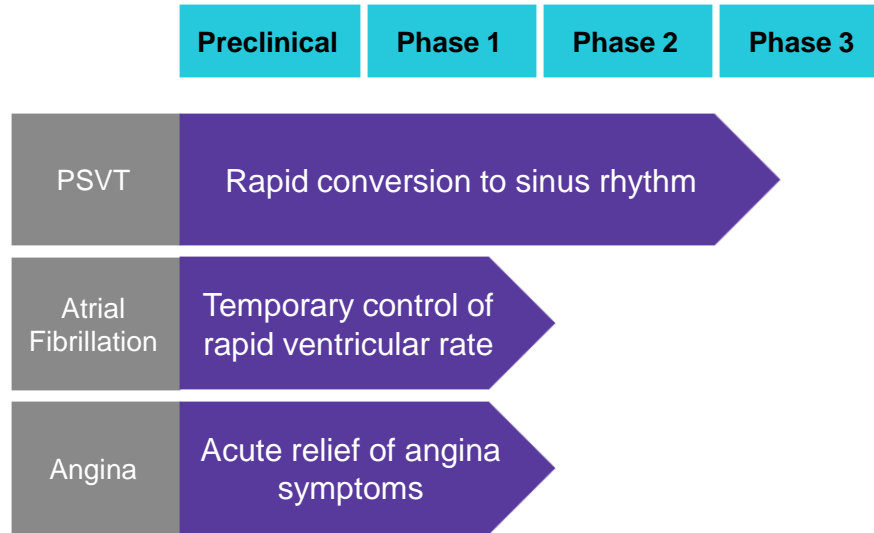 Preclinical Phase 1 Phase 2 Phase 3
PSVT
Rapid conversion to sinus rhythm
Atrial
Fibrillation
Temporary control of
rapid ventricular rate
Angina
Acute relief of angina
symptoms